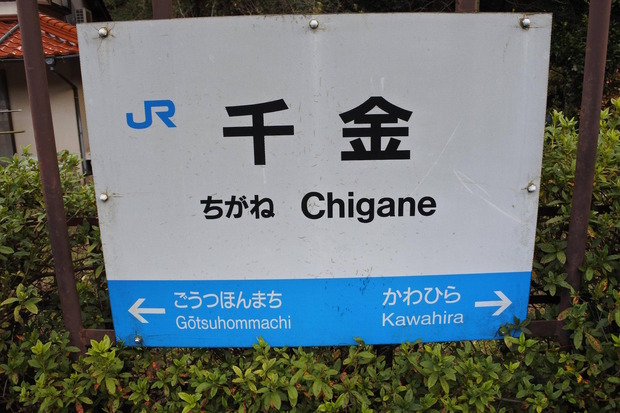 JR
千金
ちがね Chigane
← ごうつほんまち かわひら →
Gōtsuhommachi Kawahira